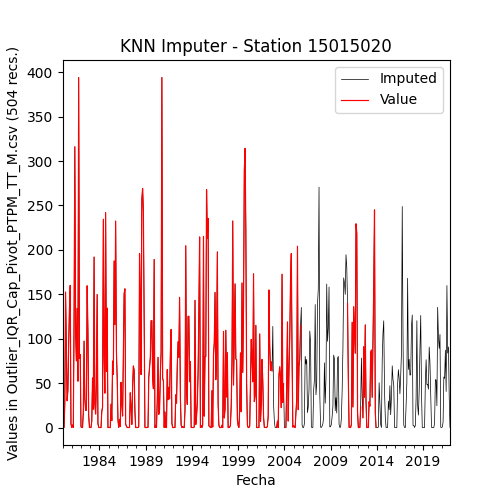 KNN Imputer - Station 15015020
Values in Outlier_IQR_Cap_Pivot_PTPM_TT_M.csv (504 recs.)
400
350
300
250
200
150
100
50
0
Imputed
Value
1984 1989 1994 1999 2004 2009 2014 2019
Fecha